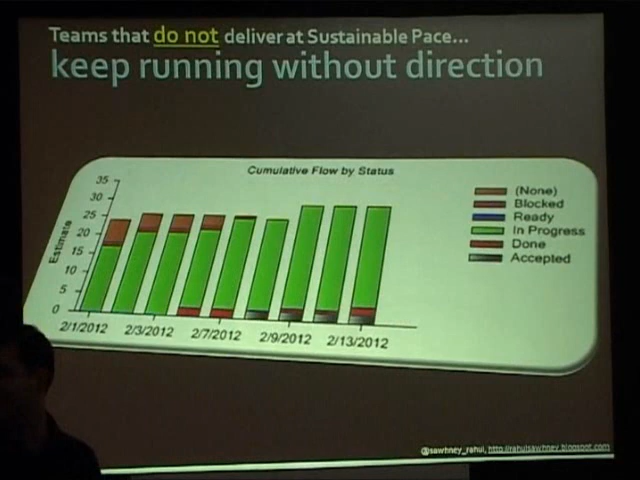 Teams that do not deliver at Sustainable Pace...
keep running without direction
Cumulative Flow by Status
35
30
25
20
15
10
5
0
Estimate
2/1/2012 2/3/2012 2/7/2012 2/9/2012 2/13/2012
(None)
Blocked
Ready
In Progress
Done
Accepted
@sawhney_rahul, http://rahulsawhney.blogspot.com